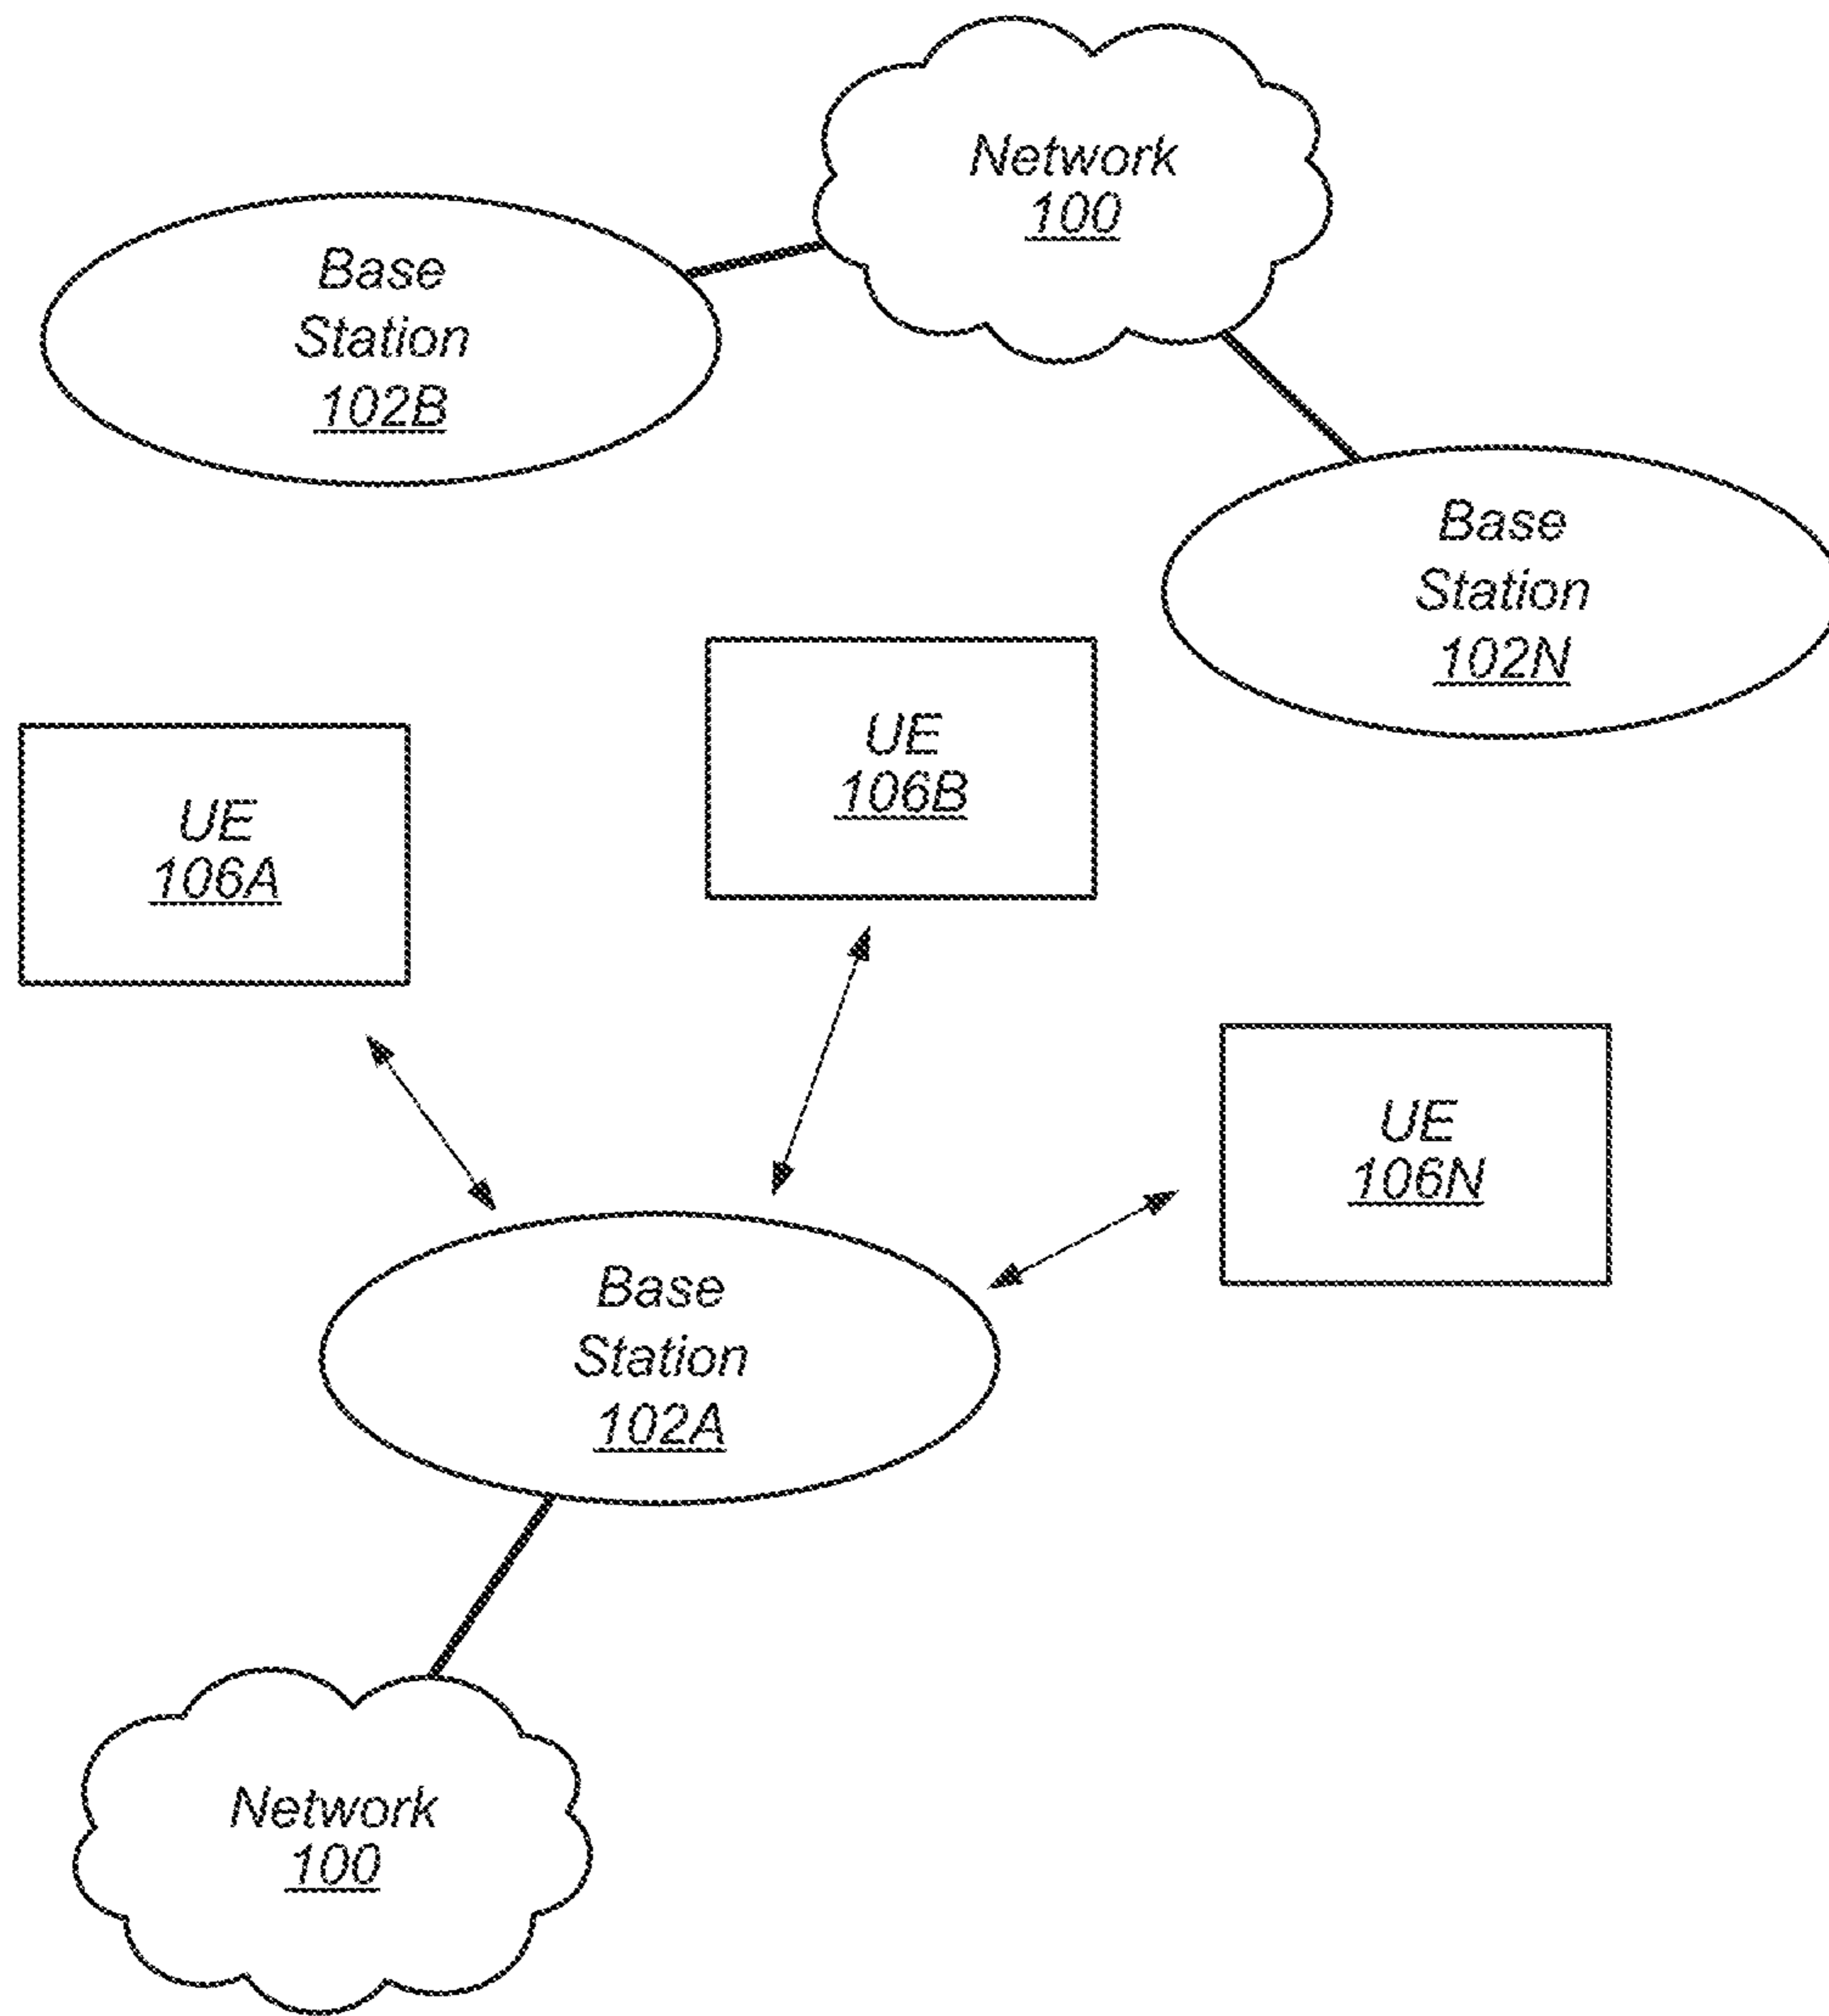 Network
100
Base
Station
102B
Base
Station
102N
UE
106B
UE
106A
UE
106N
Base
Station
102A
Network
100